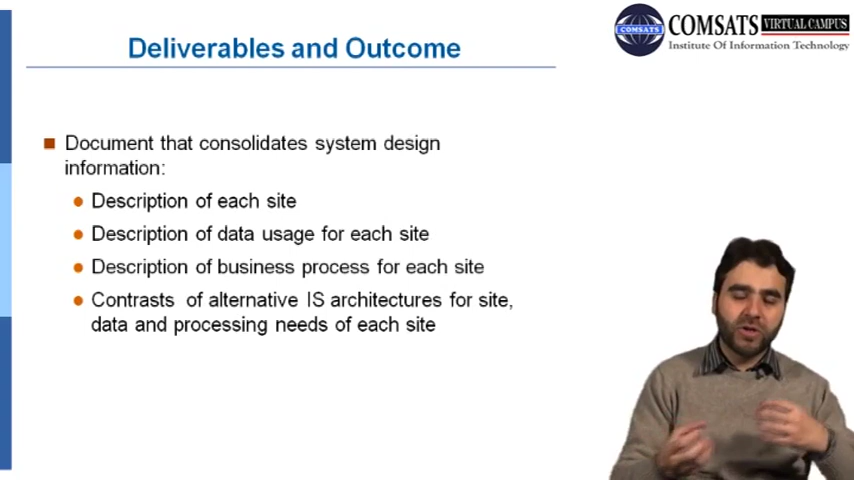 Deliverables and Outcome
COMSATS VIRTUAL CAMPUS
COMSATS
Institute Of Information Technology
Document that consolidates system design
information:
Description of each site
Description of data usage for each site
Description of business process for each site
Contrasts of alternative IS architectures for site,
data and processing needs of each site